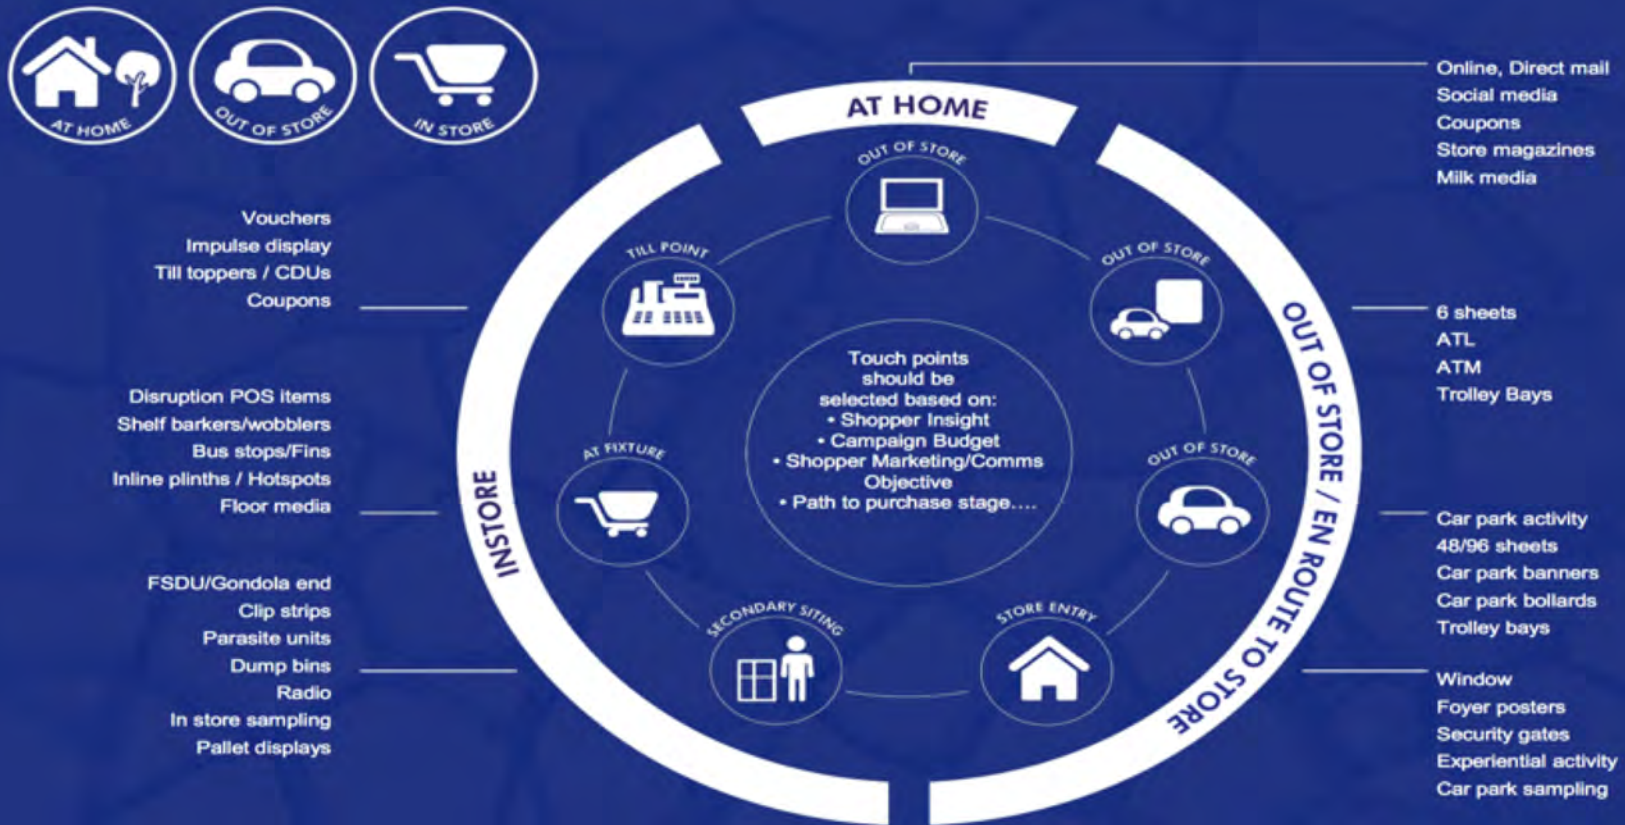 AT HOME
OUT OF STORE
IN STORE
AT HOME
Online, Direct mail
Social media
Coupons
Store magazines
Milk media
OUT OF STORE / EN ROUTE TO STORE
6 sheets
ATL
ATM
Trolley Bays
Car park activity
48/96 sheets
Car park banners
Car park bollards
Trolley bays
Window
Foyer posters
Security gates
Experiential activity
Car park sampling
INSTORE
Vouchers
Impulse display
Till toppers / CDUs
Coupons
Disruption POS items
Shelf barkers/wobblers
Bus stops/Fins
Inline plinths / Hotspots
Floor media
FSDU/Gondola end
Clip strips
Parasite units
Dump bins
Radio
In store sampling
Pallet displays
OUT OF STORE
OUT OF STORE
OUT OF STORE
STORE ENTRY
SECONDARY SITING
AT FIXTURE
TILL POINT
Touch points
should be
selected based on:
• Shopper Insight
• Campaign Budget
• Shopper Marketing/Comms
Objective
• Path to purchase stage....